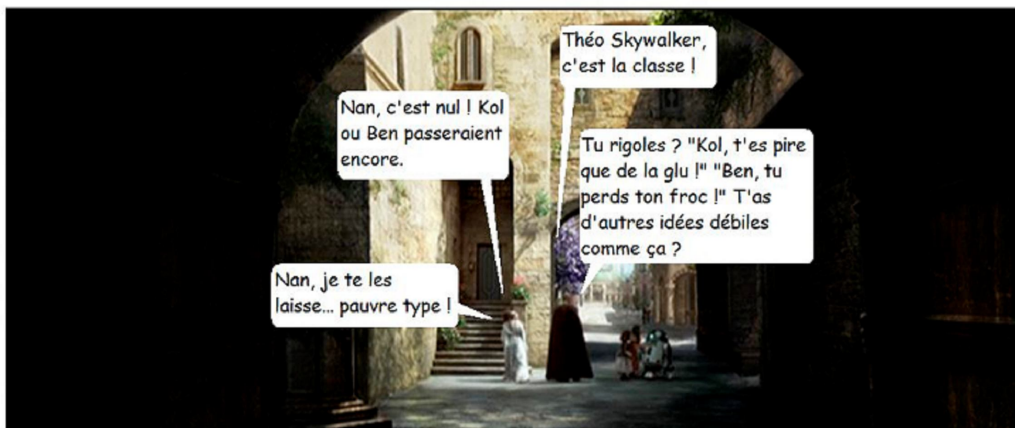 Théo Skywalker,
c'est la classe !
Nan, c'est nul ! Kol
ou Ben passeraient
encore.
Tu rigoles ? "Kol, t'es pire
que de la glu !" "Ben, tu
perds ton froc !" T'as
d'autres idées débiles
comme ça ?
Nan, je te les
laisse... pauvre type !